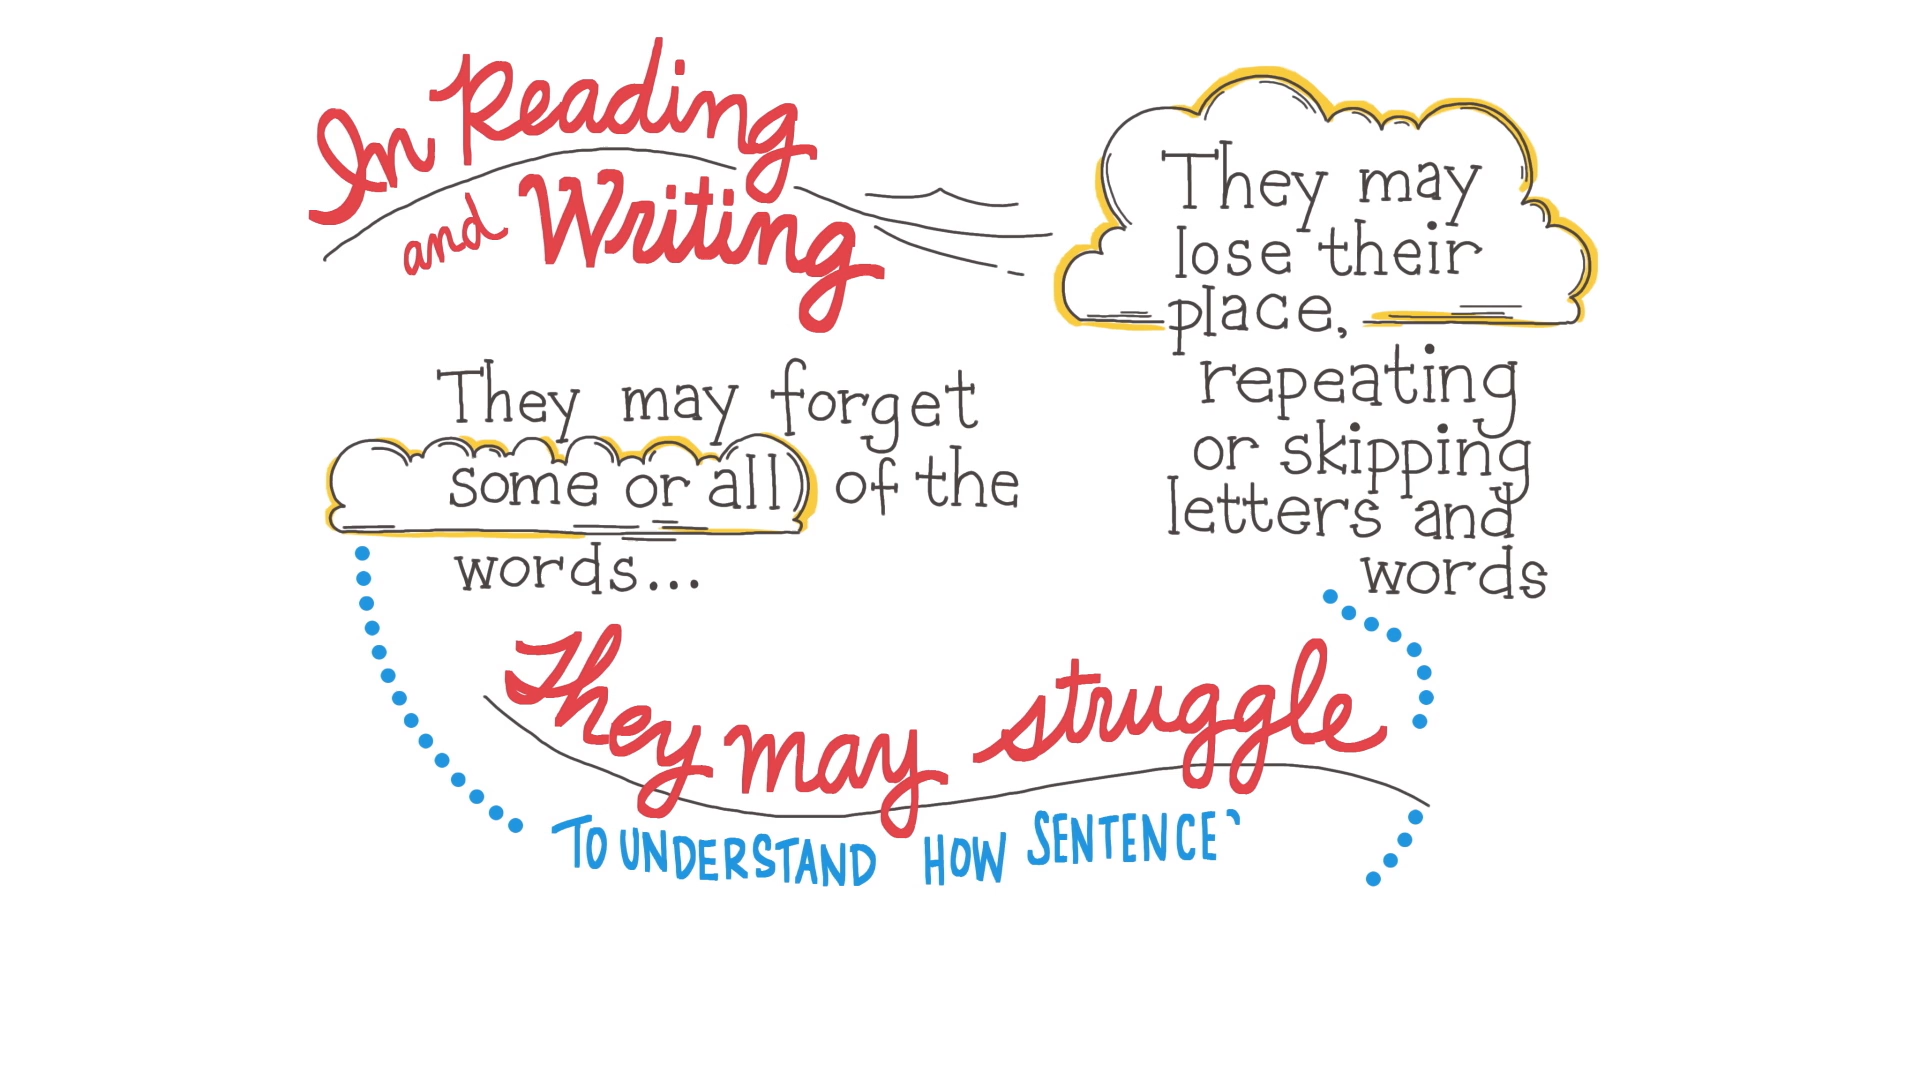 In Reading
and Writing
They may
lose their
place,
repeating
or skipping
letters and
words
They may forget
some or all of the
words...
They may struggle
TO UNDERSTAND HOW SENTENCE